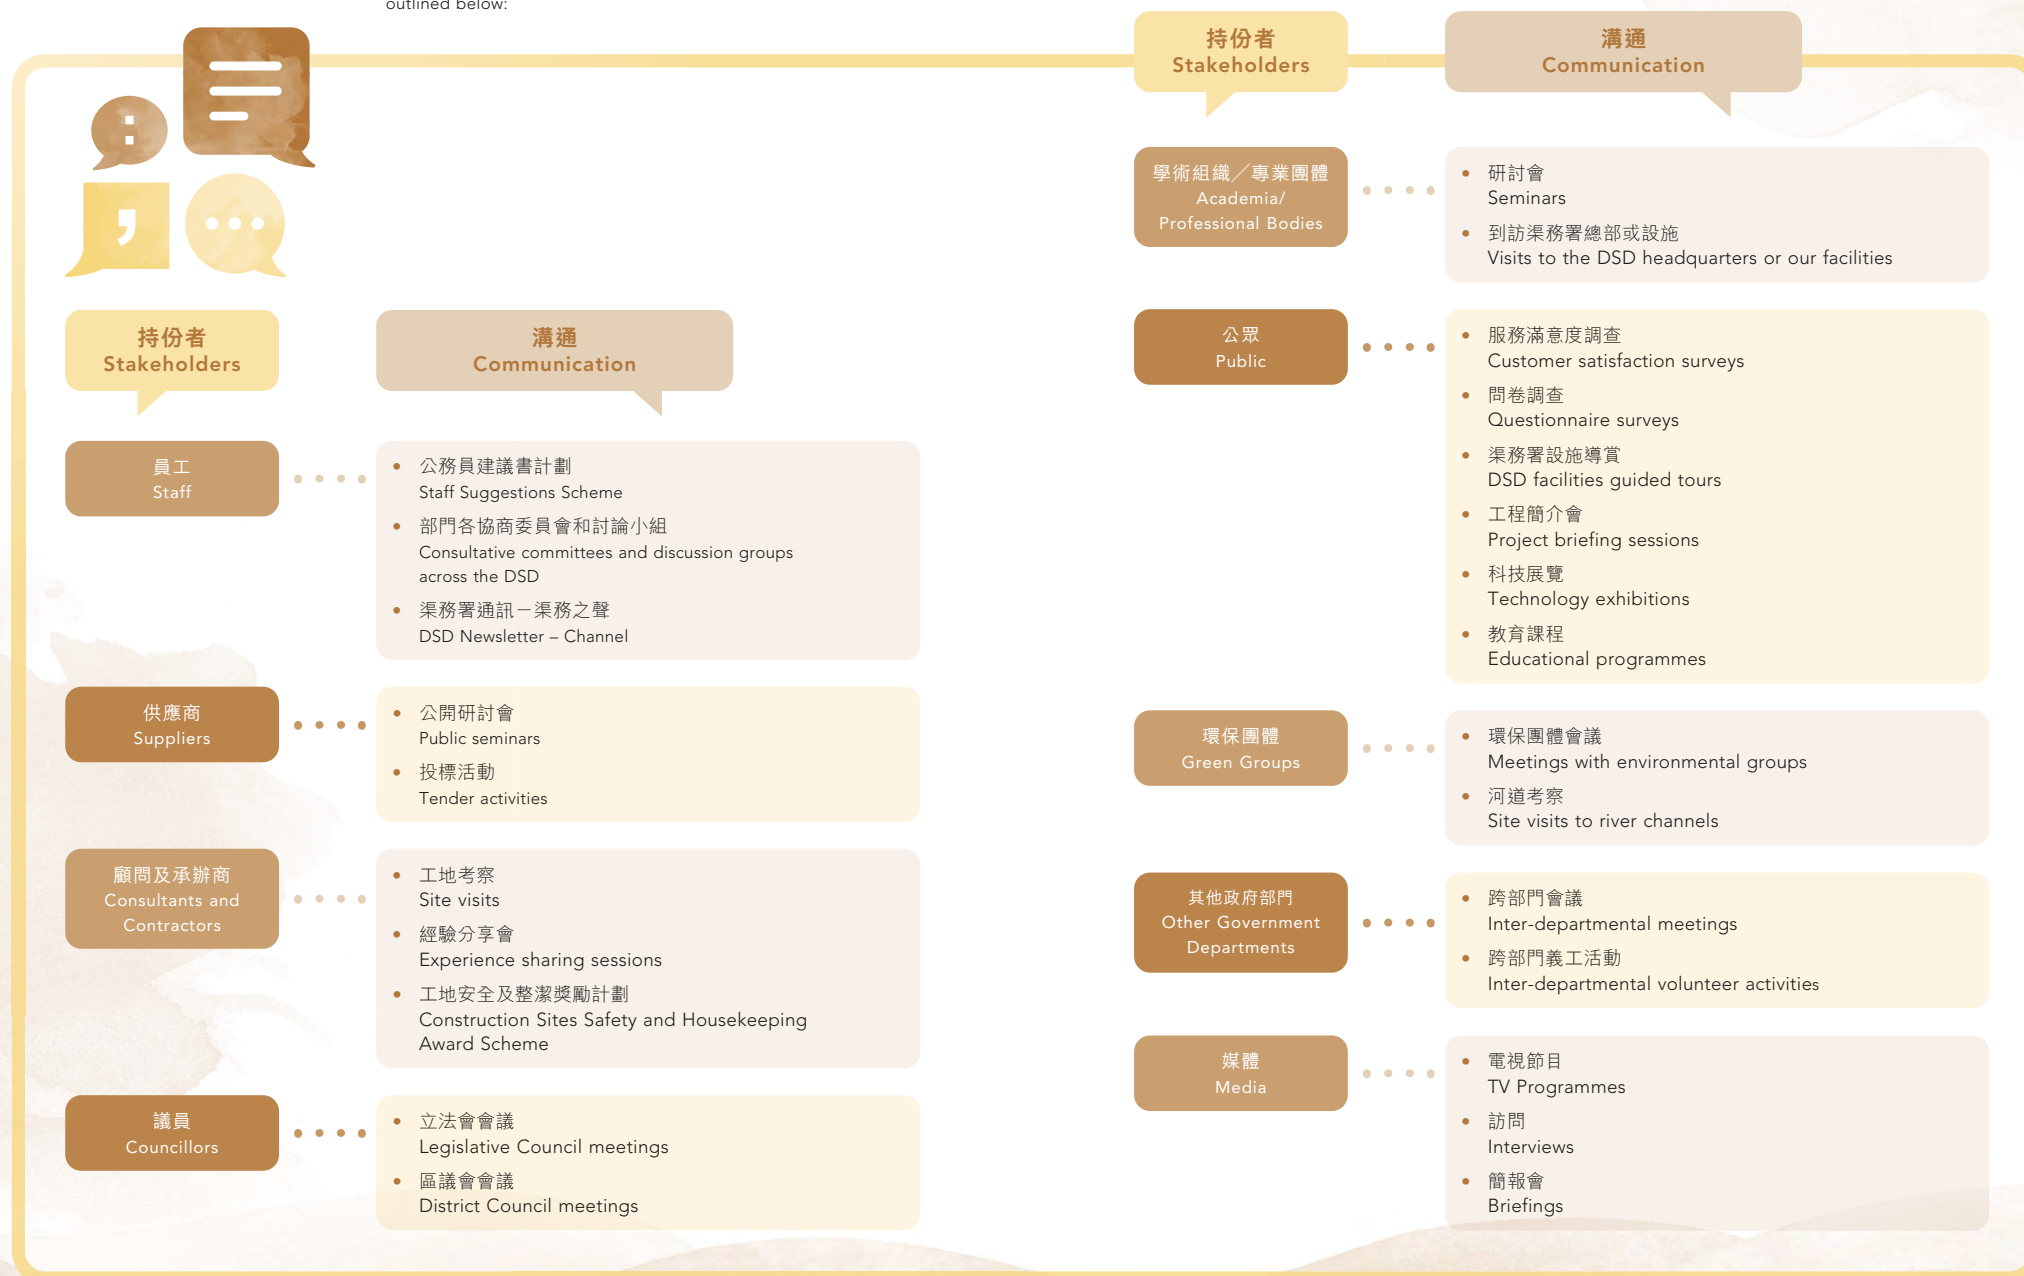 outlined below:
持份者
Stakeholders
溝通
Communication
員工
Staff
• 公務員建議書計劃
Staff Suggestions Scheme
• 部門各協商委員會和討論小組
Consultative committees and discussion groups
across the DSD
• 渠務署通訊－渠務之聲
DSD Newsletter – Channel
供應商
Suppliers
• 公開研討會
Public seminars
• 投標活動
Tender activities
顧問及承辦商
Consultants and
Contractors
• 工地考察
Site visits
• 經驗分享會
Experience sharing sessions
• 工地安全及整潔獎勵計劃
Construction Sites Safety and Housekeeping
Award Scheme
議員
Councillors
• 立法會會議
Legislative Council meetings
• 區議會會議
District Council meetings
持份者
Stakeholders
溝通
Communication
學術組織／專業團體
Academia/
Professional Bodies
• 研討會
Seminars
• 到訪渠務署總部或設施
Visits to the DSD headquarters or our facilities
公眾
Public
• 服務滿意度調查
Customer satisfaction surveys
• 問卷調查
Questionnaire surveys
• 渠務署設施導賞
DSD facilities guided tours
• 工程簡介會
Project briefing sessions
• 科技展覽
Technology exhibitions
• 教育課程
Educational programmes
環保團體
Green Groups
• 環保團體會議
Meetings with environmental groups
• 河道考察
Site visits to river channels
其他政府部門
Other Government
Departments
• 跨部門會議
Inter-departmental meetings
• 跨部門義工活動
Inter-departmental volunteer activities
媒體
Media
• 電視節目
TV Programmes
• 訪問
Interviews
• 簡報會
Briefings